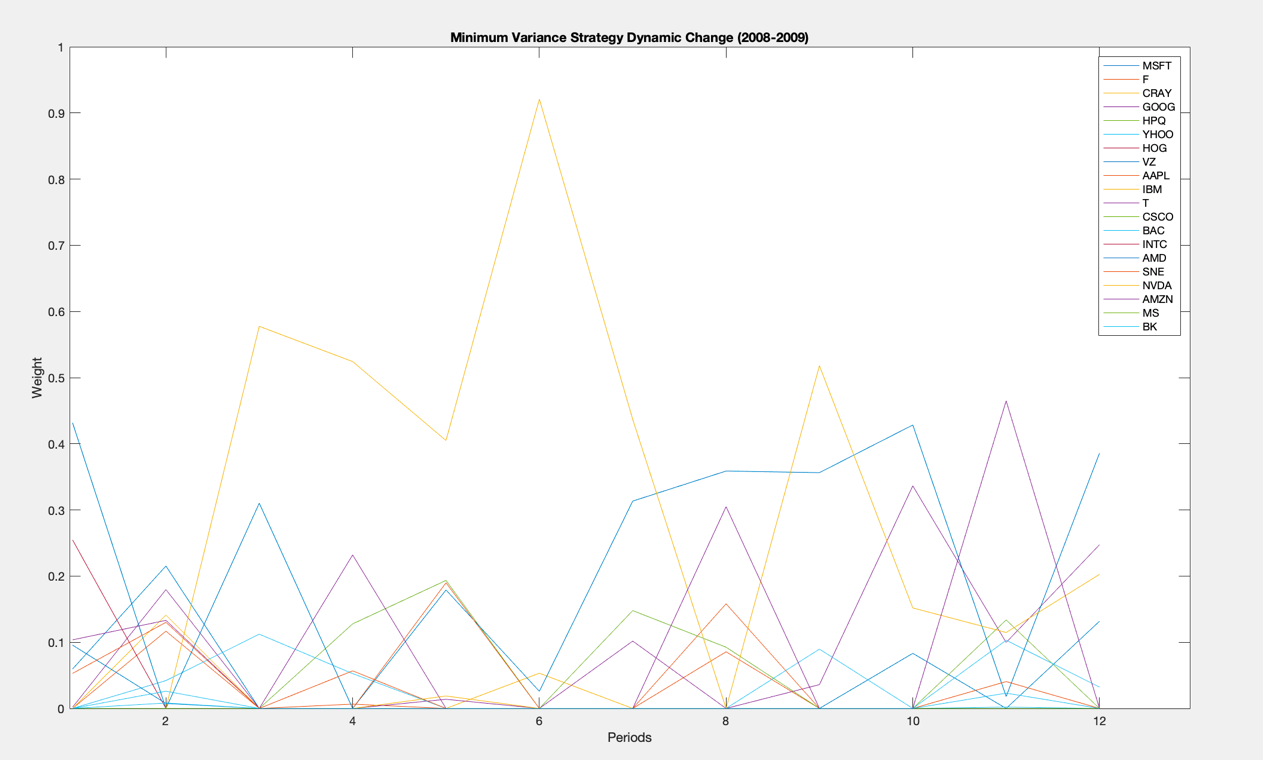 Minimum Variance Strategy Dynamic Change (2008-2009)
1
0.9
0.8
0.7
0.6
0.5
0.4
0.3
0.2
0.1
0
Weight
2
4
6
8
10
12
Periods
MSFT
F
CRAY
GOOG
HPQ
YHOO
HOG
VZ
AAPL
IBM
T
CSCO
BAC
INTC
AMD
SNE
NVDA
AMZN
MS
BK